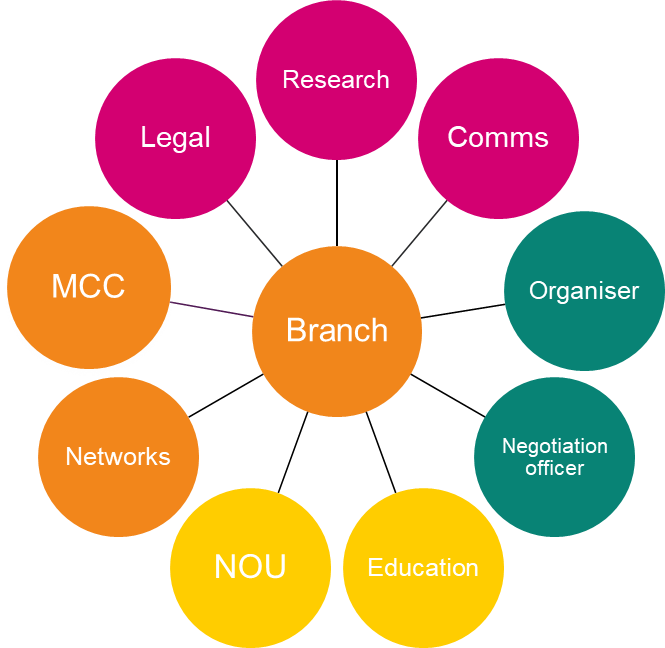 Research
Legal
Comms
MCC
Organiser
Branch
Negotiation
officer
Networks
NOU
Education